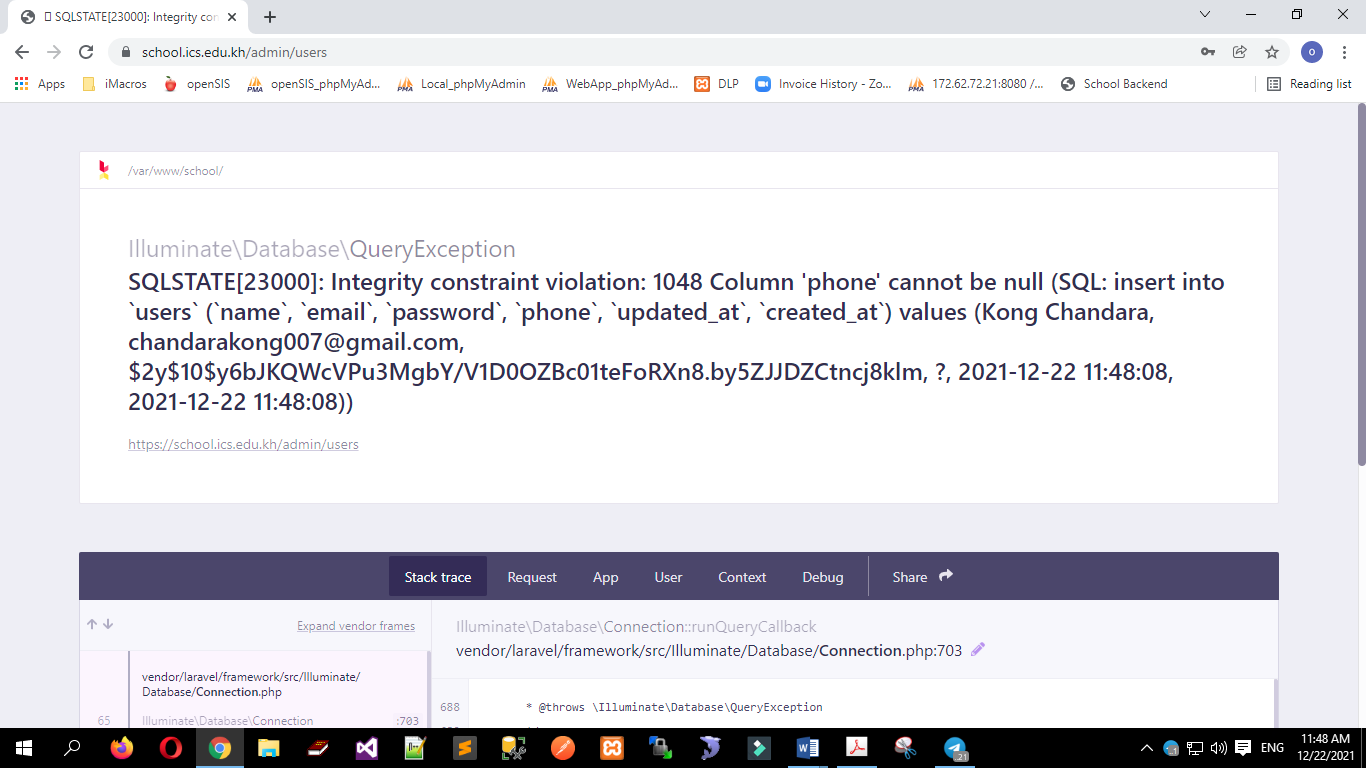 SQLSTATE[23000]: Integrity con
school.ics.edu.kh/admin/users
O
Apps
iMacros
openSIS
openSIS_phpMyAd...
Local_phpMyAdmin
WebApp_phpMyAd...
DLP
Invoice History - Zo...
172.62.72.21:8080 /...
School Backend
Reading list
/var/www/school/
Illuminate\Database\QueryException
SQLSTATE[23000]: Integrity constraint violation: 1048 Column 'phone' cannot be null (SQL: insert into
`users` (`name`, `email`, `password`, `phone`, `updated_at`, `created_at`) values (Kong Chandara,
chandarakong007@gmail.com,
$2y$10$y6bJKQWcVPu3MgbY/V1D0OZBc01teFoRXn8.by5ZJJDZCtncj8klm, ?, 2021-12-22 11:48:08,
2021-12-22 11:48:08))
https://school.ics.edu.kh/admin/users
Stack trace
Request
App
User
Context
Debug
Share
Expand vendor frames
Illuminate\Database\Connection::runQueryCallback
vendor/laravel/framework/src/Illuminate/Database/Connection.php:703
vendor/laravel/framework/src/Illuminate/
Database/Connection.php
65 Illuminate\Database\Connection :703
688 * @throws \Illuminate\Database\QueryException
ENG
11:48 AM
12/22/2021
21